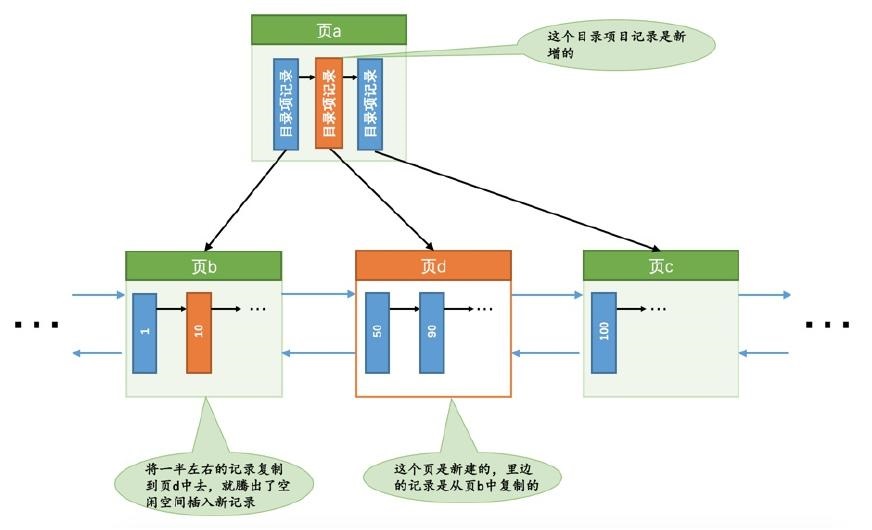 页a
这个目录项目记录是新
增的
目录项记录
目录项记录
目录项记录
页b
页d
页c
1
10
...
50
90
...
100
...
将一半左右的记录复制
到页d中去，就腾出了空
闲空间插入新记录
这个页是新建的，里边
的记录是从页b中复制的